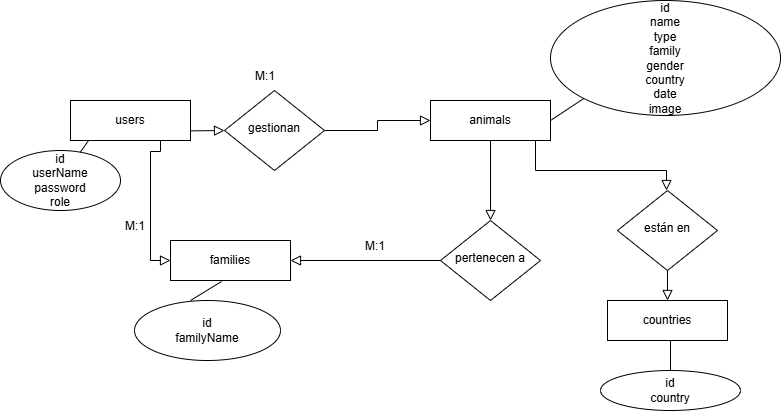 id
name
type
family
gender
country
date
image
M:1
users
gestionan
animals
id
userName
password
role
M:1
families
M:1
pertenecen a
están en
id
familyName
countries
id
country